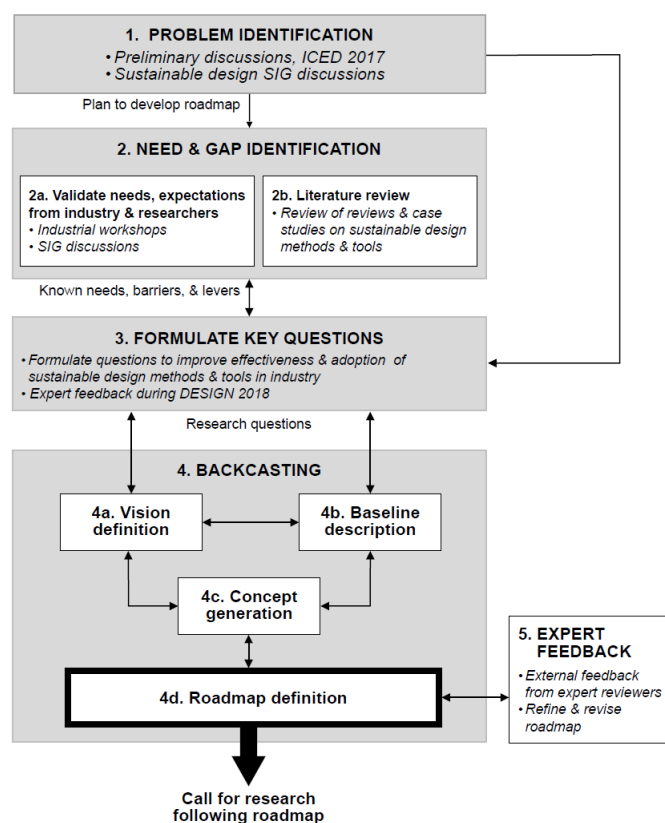 1. PROBLEM IDENTIFICATION
• Preliminary discussions, ICED 2017
• Sustainable design SIG discussions
Plan to develop roadmap
2. NEED & GAP IDENTIFICATION
2a. Validate needs, expectations
from industry & researchers
• Industrial workshops
• SIG discussions
2b. Literature review
• Review of reviews & case
studies on sustainable design
methods & tools
Known needs, barriers, & levers
3. FORMULATE KEY QUESTIONS
• Formulate questions to improve effectiveness & adoption of
sustainable design methods & tools in industry
• Expert feedback during DESIGN 2018
Research questions
4. BACKCASTING
4a. Vision
definition
4b. Baseline
description
4c. Concept
generation
4d. Roadmap definition
5. EXPERT
FEEDBACK
• External feedback
from expert reviewers
• Refine & revise
roadmap
Call for research
following roadmap